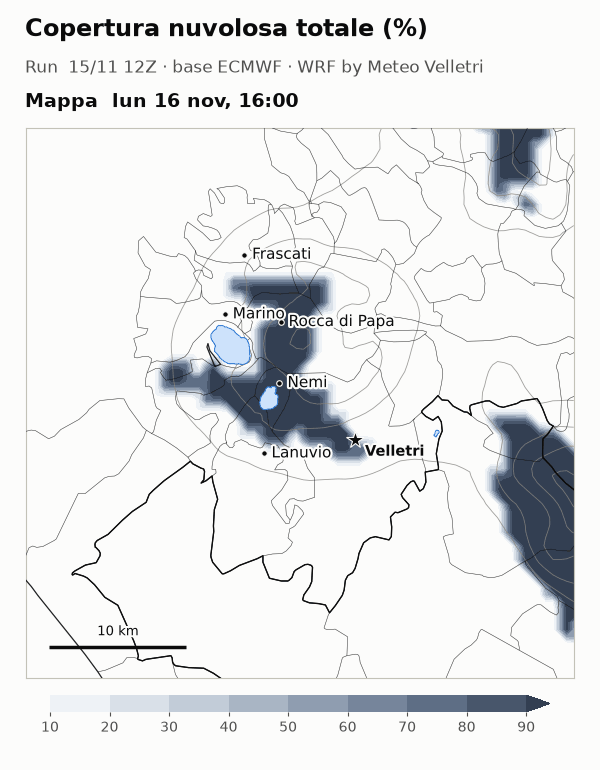 Copertura nuvolosa totale (%)
Run  15/11 12Z · base ECMWF · WRF by Meteo Velletri
Mappa  lun 16 nov, 16:00
Frascati
Marino
Rocca di Papa
Nemi
Velletri
Lanuvio
10 km
10 20 30 40 50 60 70 80 90